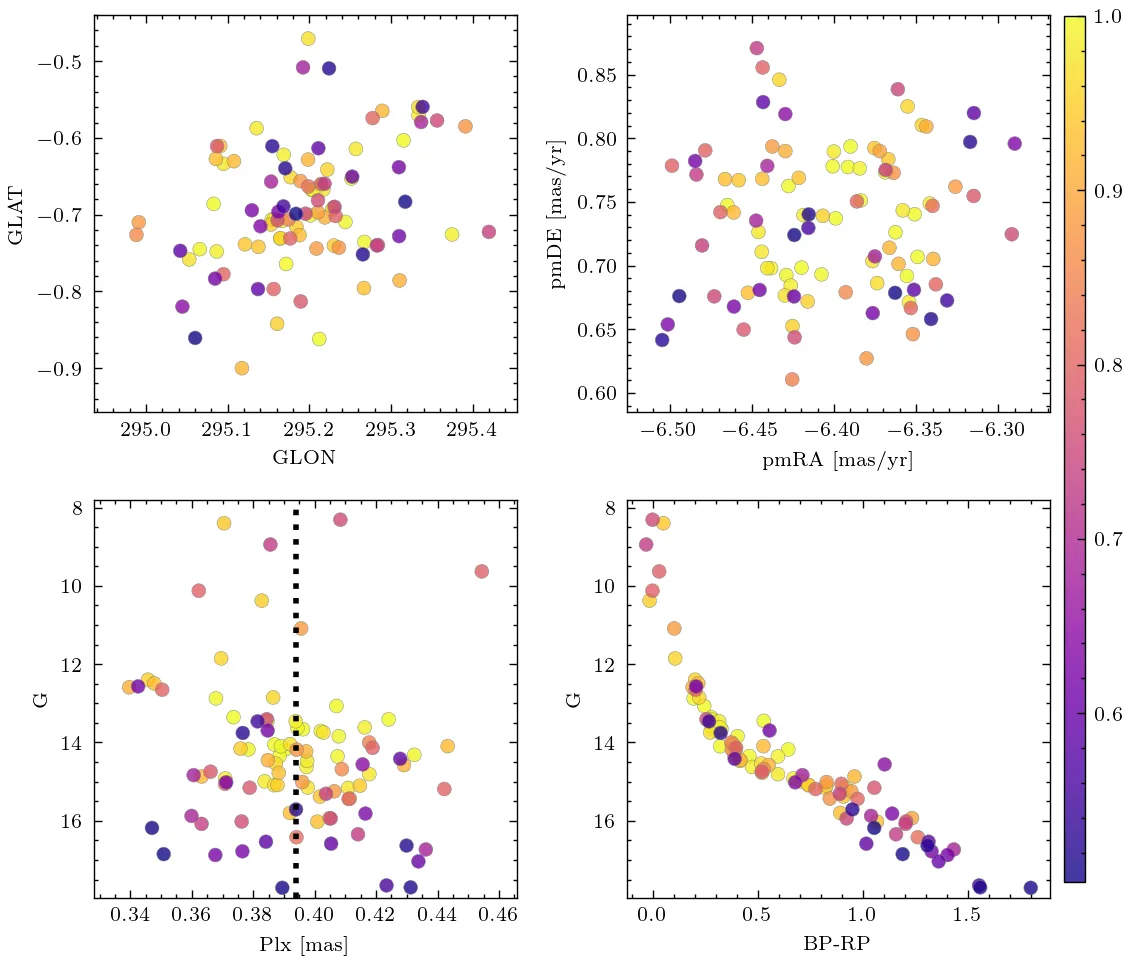 −0.5
−0.6
−0.7
−0.8
−0.9
GLAT
295.0 295.1 295.2 295.3 295.4
GLON
0.85
0.80
0.75
0.70
0.65
0.60
pmDE [mas/yr]
−6.50 −6.45 −6.40 −6.35 −6.30
pmRA [mas/yr]
1.0
0.9
0.8
0.7
0.6
8
10
12
14
16
G
0.34 0.36 0.38 0.40 0.42 0.44 0.46
Plx [mas]
8
10
12
14
16
G
0.0 0.5 1.0 1.5
BP-RP